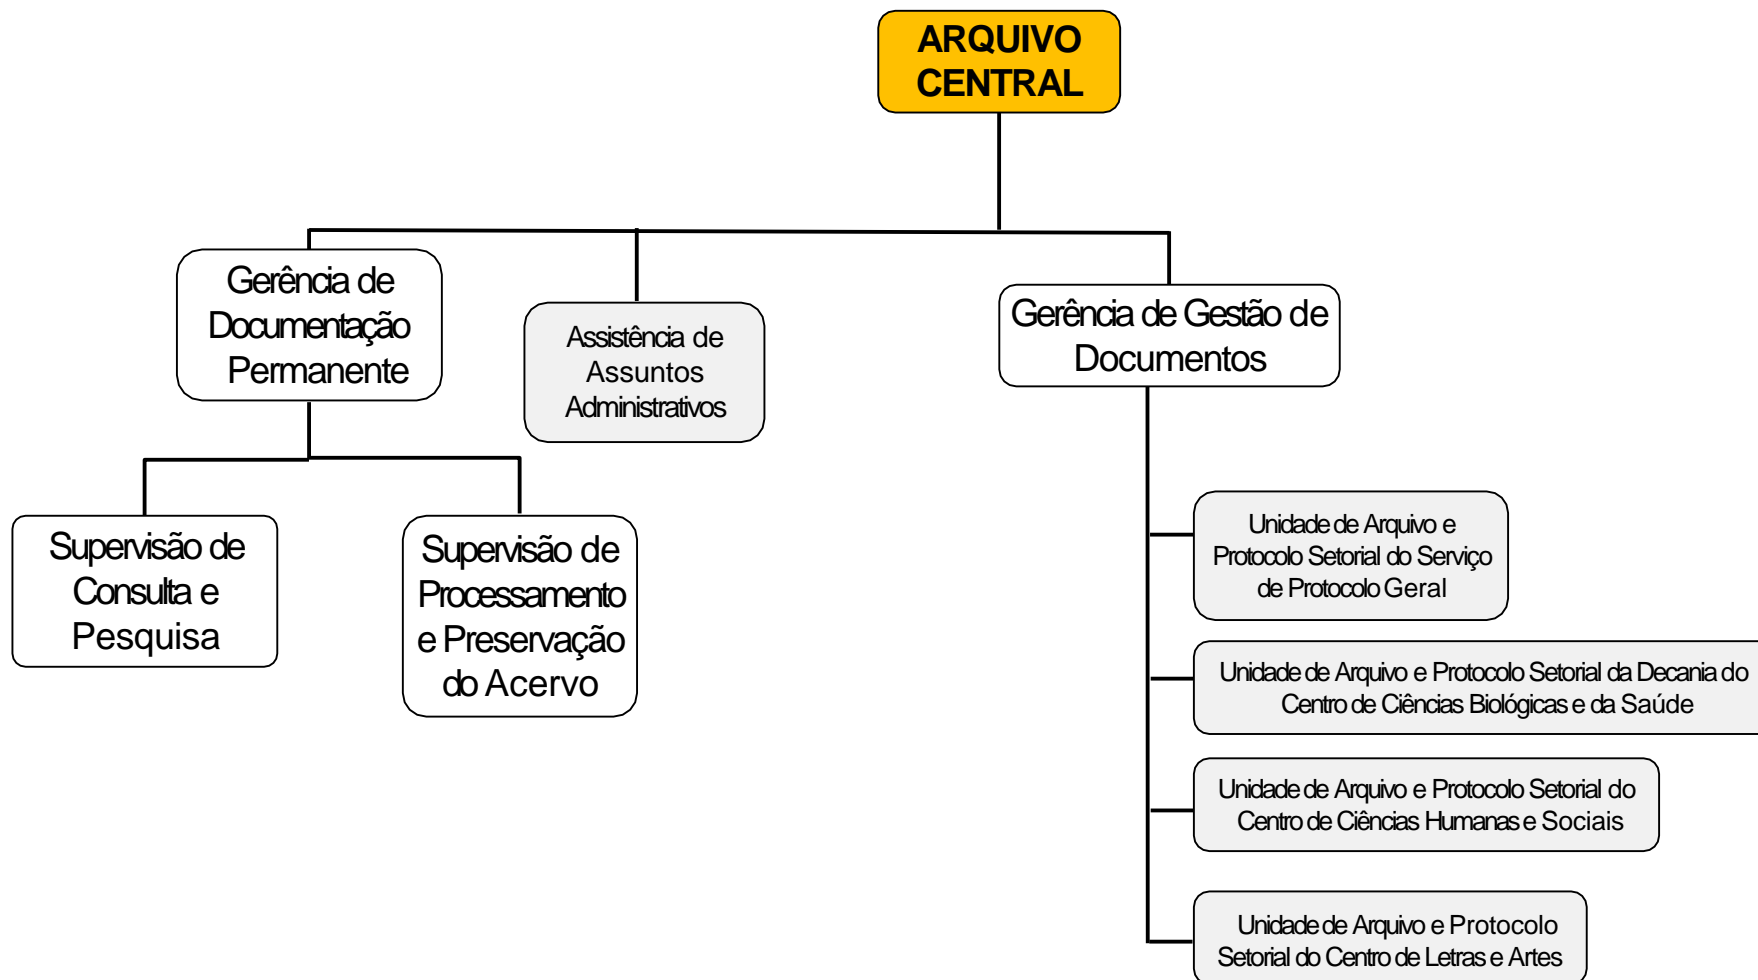 ARQUIVO
CENTRAL
Gerência de
Documentação
Permanente
Assistência de
Assuntos
Administrativos
Gerência de Gestão de
Documentos
Supervisão de
Consulta e
Pesquisa
Supervisão de
Processamento
e Preservação
do Acervo
Unidade de Arquivo e
Protocolo Setorial do Serviço
de Protocolo Geral
Unidade de Arquivo e Protocolo Setorial da Decania do
Centro de Ciências Biológicas e da Saúde
Unidade de Arquivo e Protocolo Setorial do
Centro de Ciências Humanas e Sociais
Unidade de Arquivo e Protocolo
Setorial do Centro de Letras e Artes